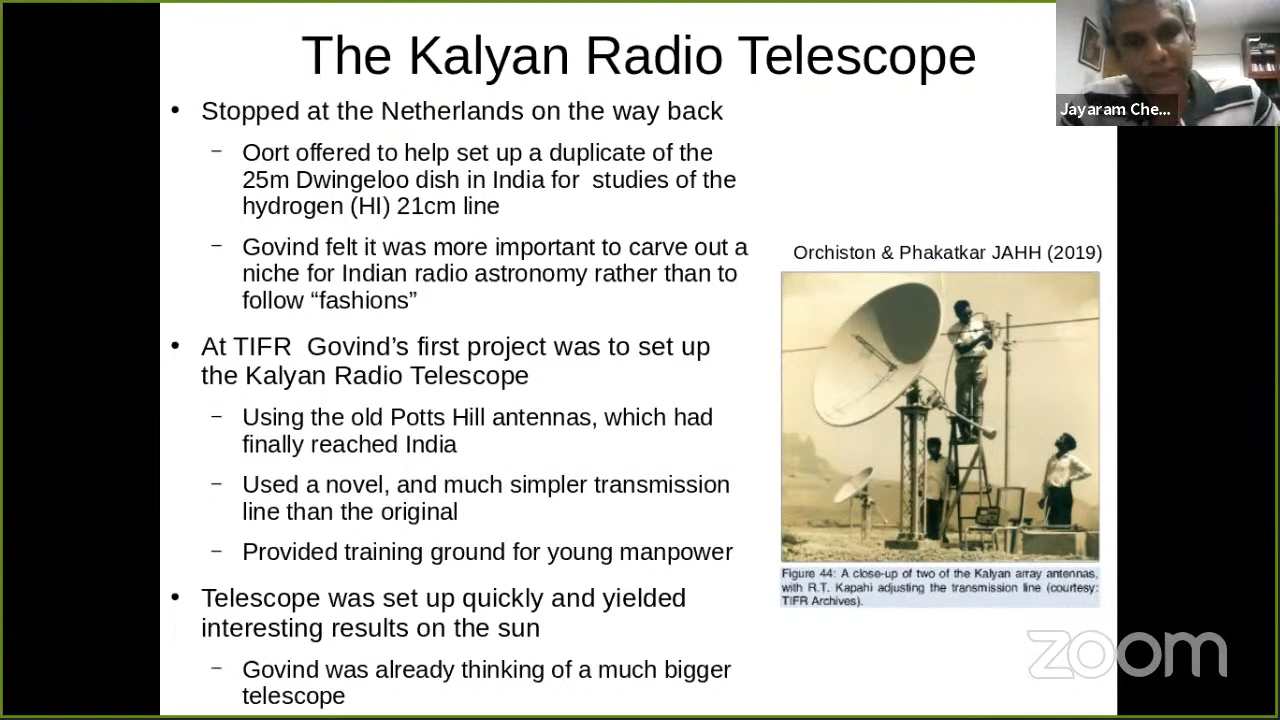 The Kalyan Radio Telescope
• Stopped at the Netherlands on the way back
– Oort offered to help set up a duplicate of the
25m Dwingeloo dish in India for studies of the
hydrogen (HI) 21cm line
– Govind felt it was more important to carve out a
niche for Indian radio astronomy rather than to
follow “fashions”
• At TIFR Govind’s first project was to set up
the Kalyan Radio Telescope
– Using the old Potts Hill antennas, which had
finally reached India
– Used a novel, and much simpler transmission
line than the original
– Provided training ground for young manpower
• Telescope was set up quickly and yielded
interesting results on the sun
– Govind was already thinking of a much bigger
telescope
Orchiston & Phakatkar JAHH (2019)
Figure 44: A close-up of two of the Kalyan array antennas,
with R.T. Kapahi adjusting the transmission line (courtesy:
TIFR Archives).
Jayaram Che...
zoom